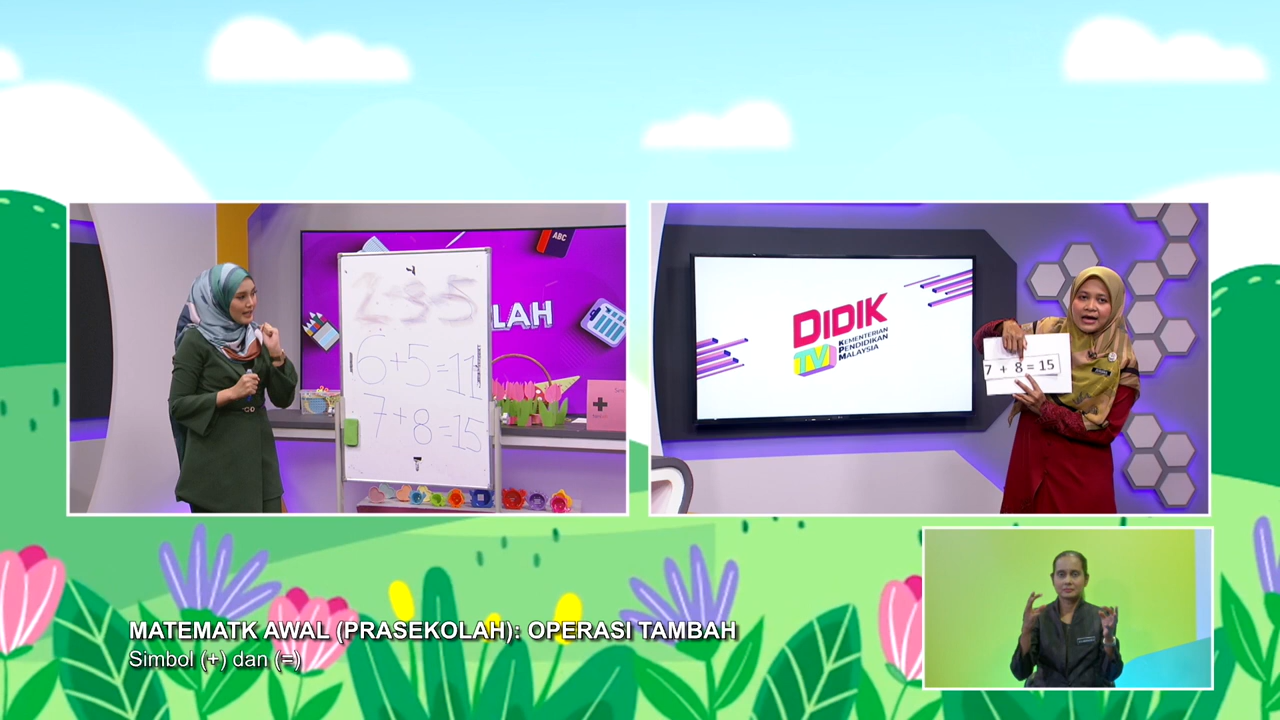 ABC
LAH
6+5=11
7+8=15
+
DIDIK
TV
KEMENTERIAN
PENDIDIKAN
MALAYSIA
7 + 8 = 15
MATEMATK AWAL (PRASEKOLAH): OPERASI TAMBAH
Simbol (+) dan (=)